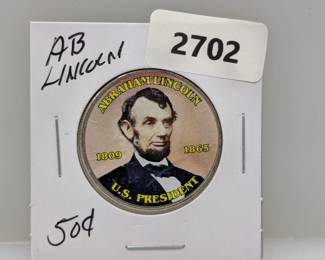 AB
LINCOLN
2702
ABRAHAM LINCOLN
1809 1865
U.S. PRESIDENT
50¢